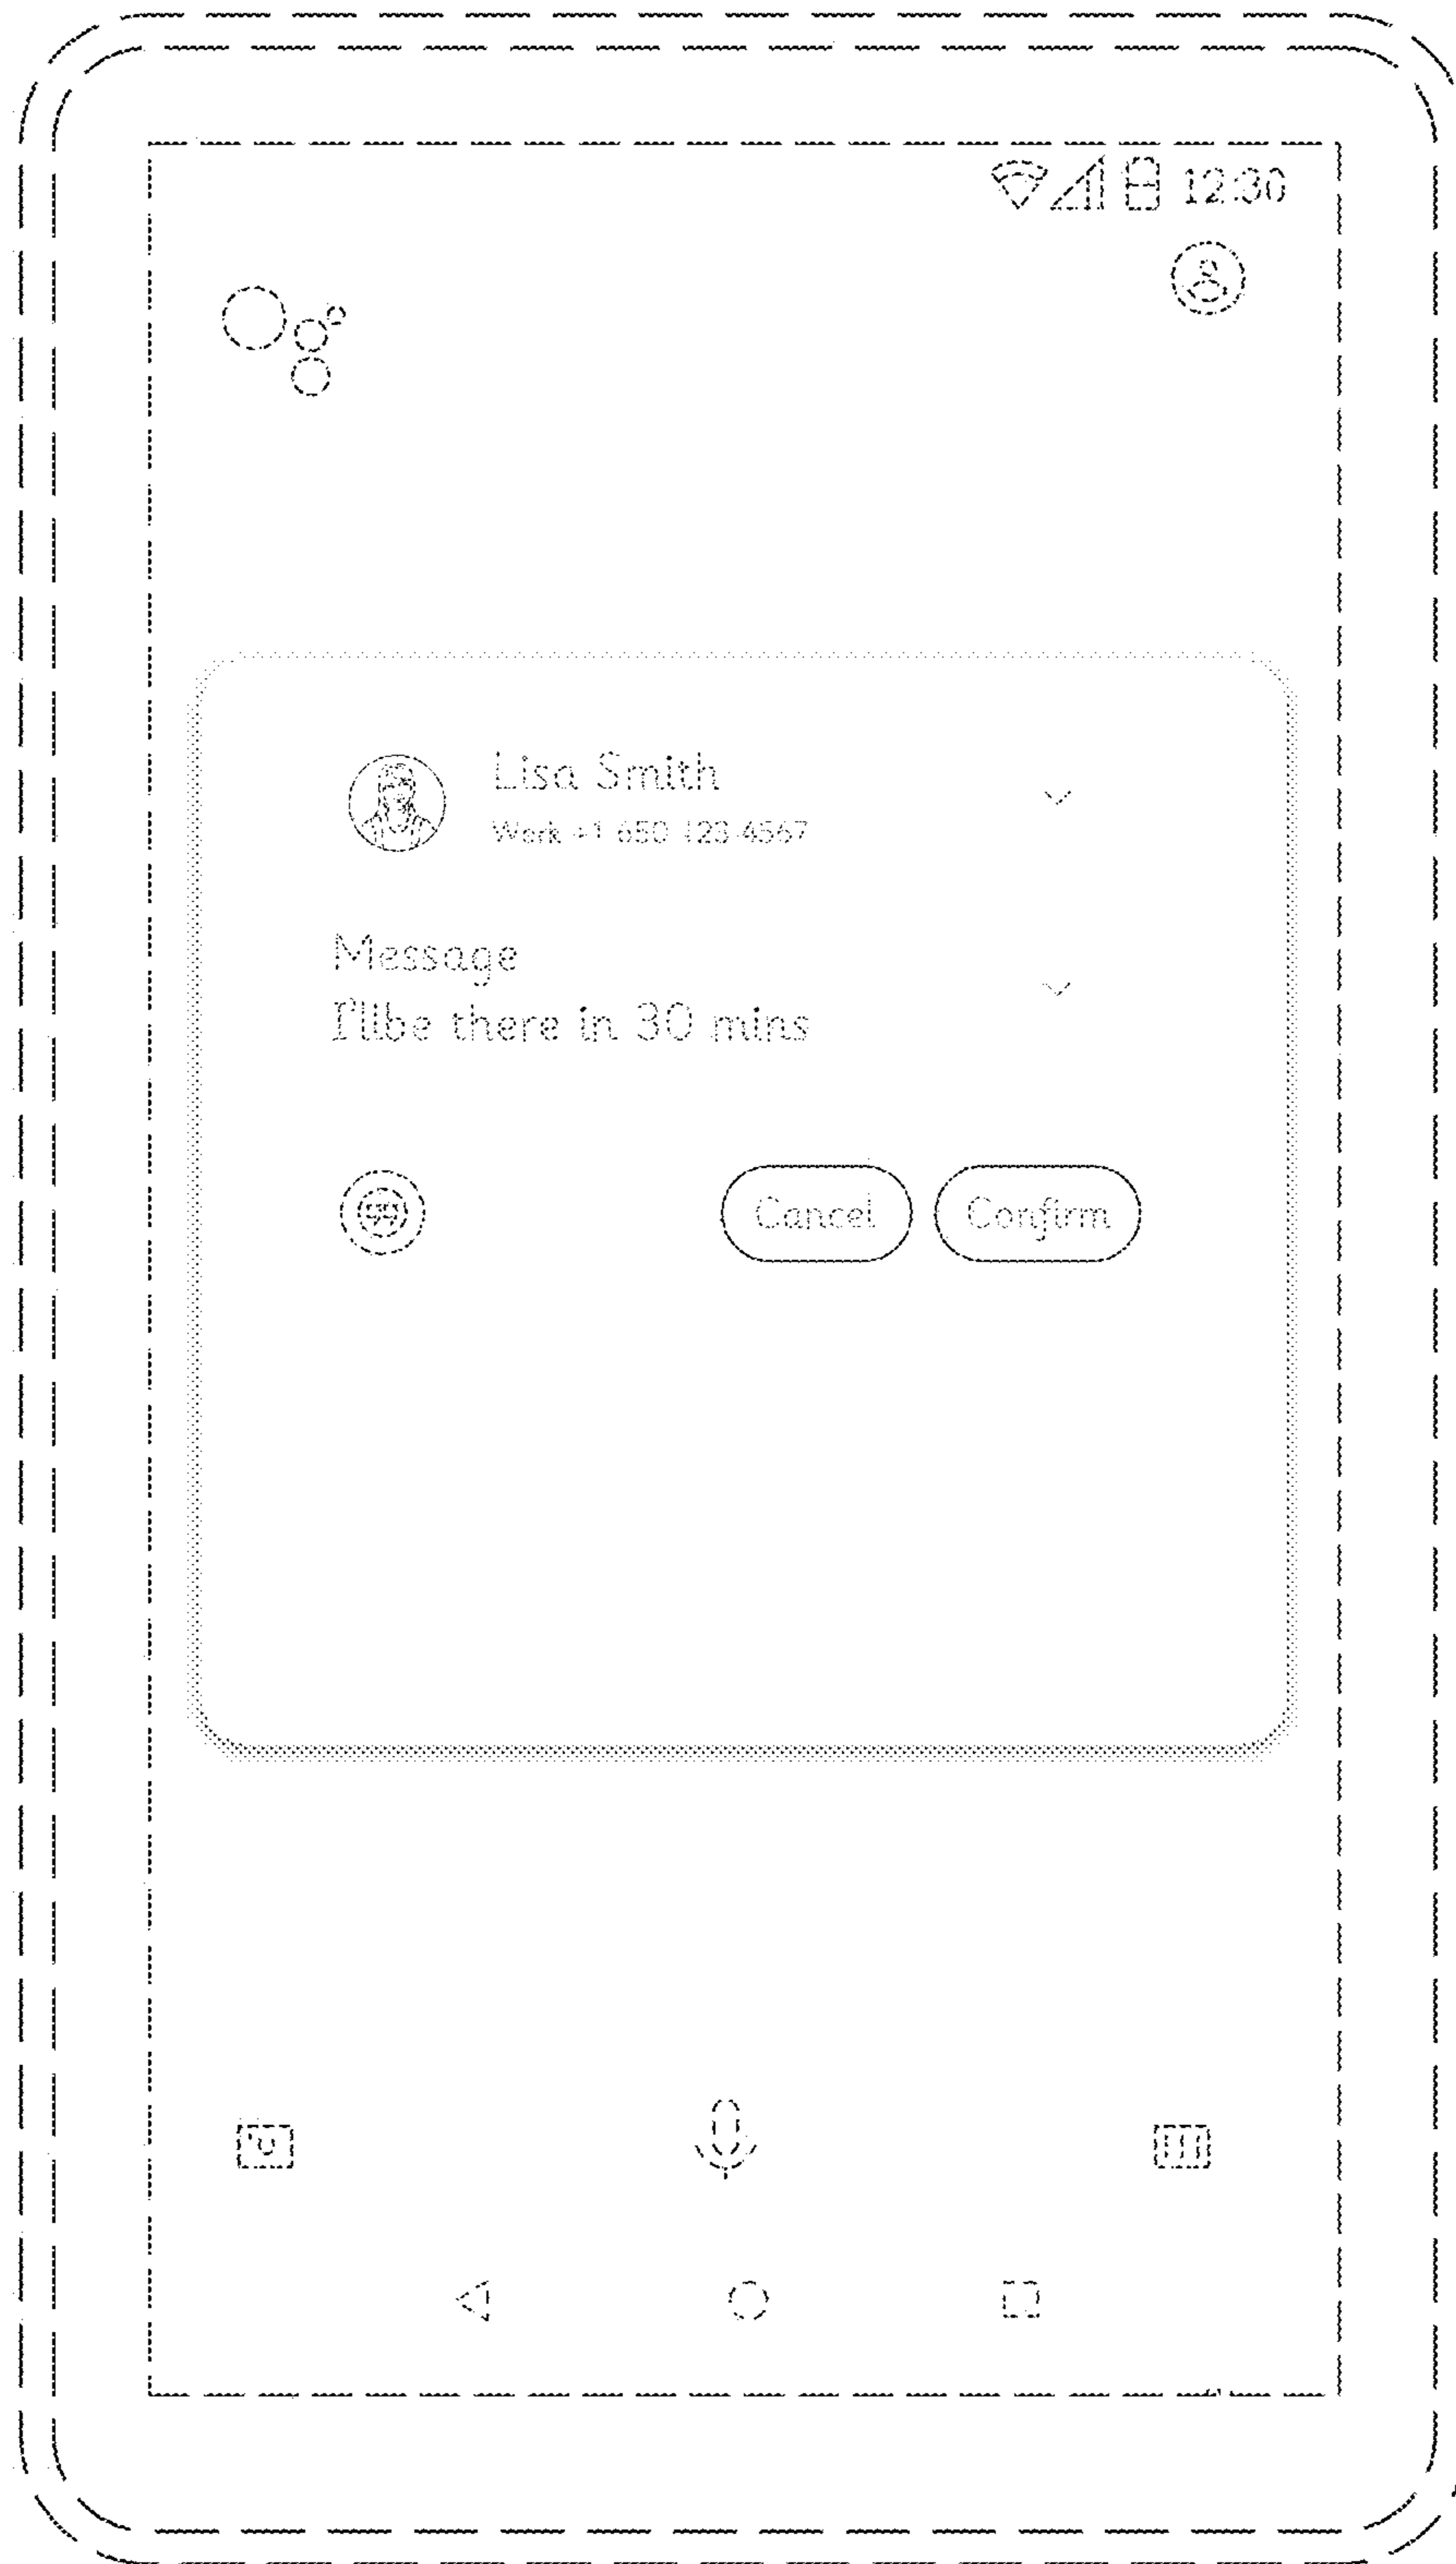 12:30
Lisa Smith
Work +1 650 123-4567
Message
I'll be there in 30 mins
Cancel Confirm